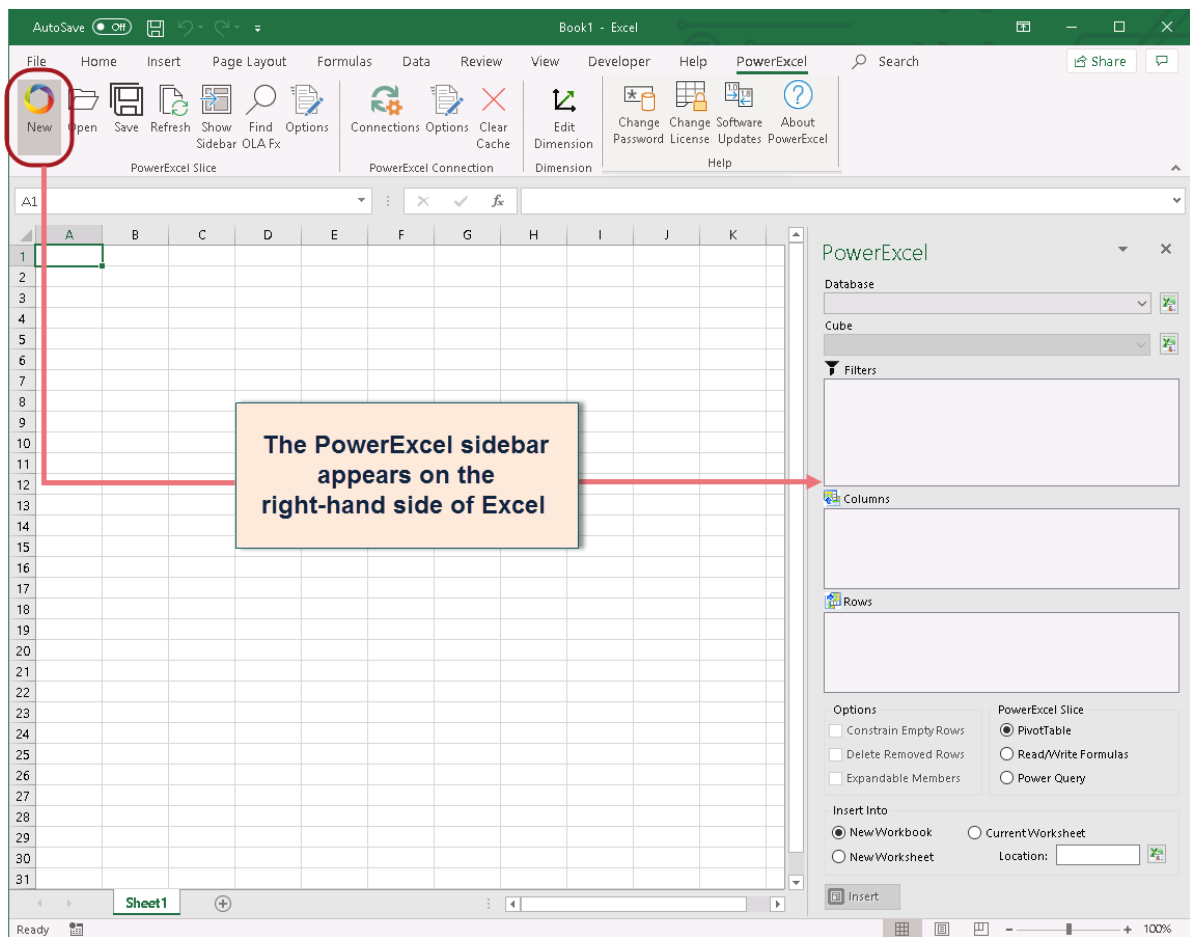 AutoSave Off Book1 - Excel
File Home Insert Page Layout Formulas Data Review View Developer Help PowerExcel Search Share
New Open Save Refresh Show Sidebar Find OLA Fx Options Connections Options Clear Cache Edit Dimension Change Password Change License Software Updates About PowerExcel
PowerExcel Slice PowerExcel Connection Dimension Help
A1 fx
A B C D E F G H I J K
1
2
3
4
5
6
7
8
9
10
11
12
13
14
15
16
17
18
19
20
21
22
23
24
25
26
27
28
29
30
31
The PowerExcel sidebar
appears on the
right-hand side of Excel
PowerExcel
Database
Cube
Filters
Columns
Rows
Options
Constrain Empty Rows
Delete Removed Rows
Expandable Members
PowerExcel Slice
PivotTable
Read/Write Formulas
Power Query
Insert Into
New Workbook Current Worksheet
New Worksheet Location:
Insert
Sheet1
Ready 100%